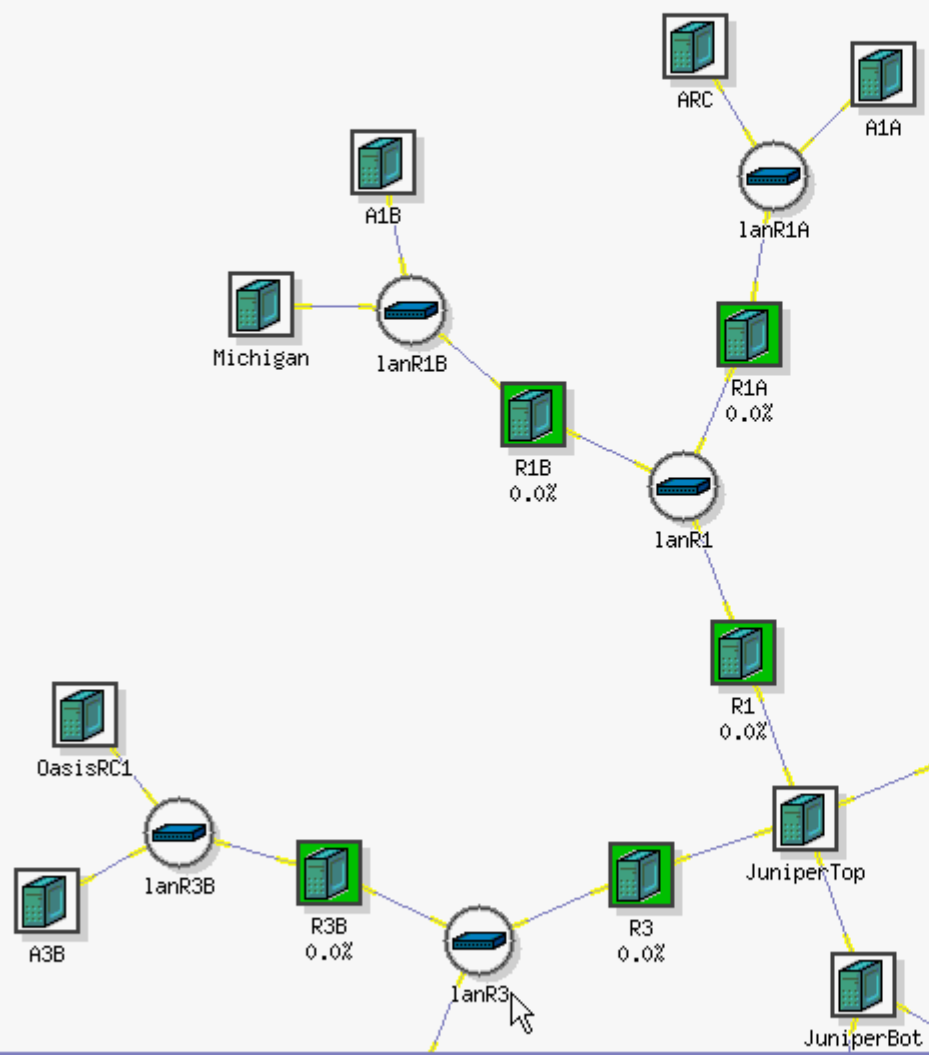 ARC
A1A
A1B
lanR1A
Michigan
lanR1B
R1A
0.0%
R1B
0.0%
lanR1
R1
0.0%
OasisRC1
JuniperTop
lanR3B
R3B
0.0%
R3
0.0%
A3B
lanR3
JuniperBot